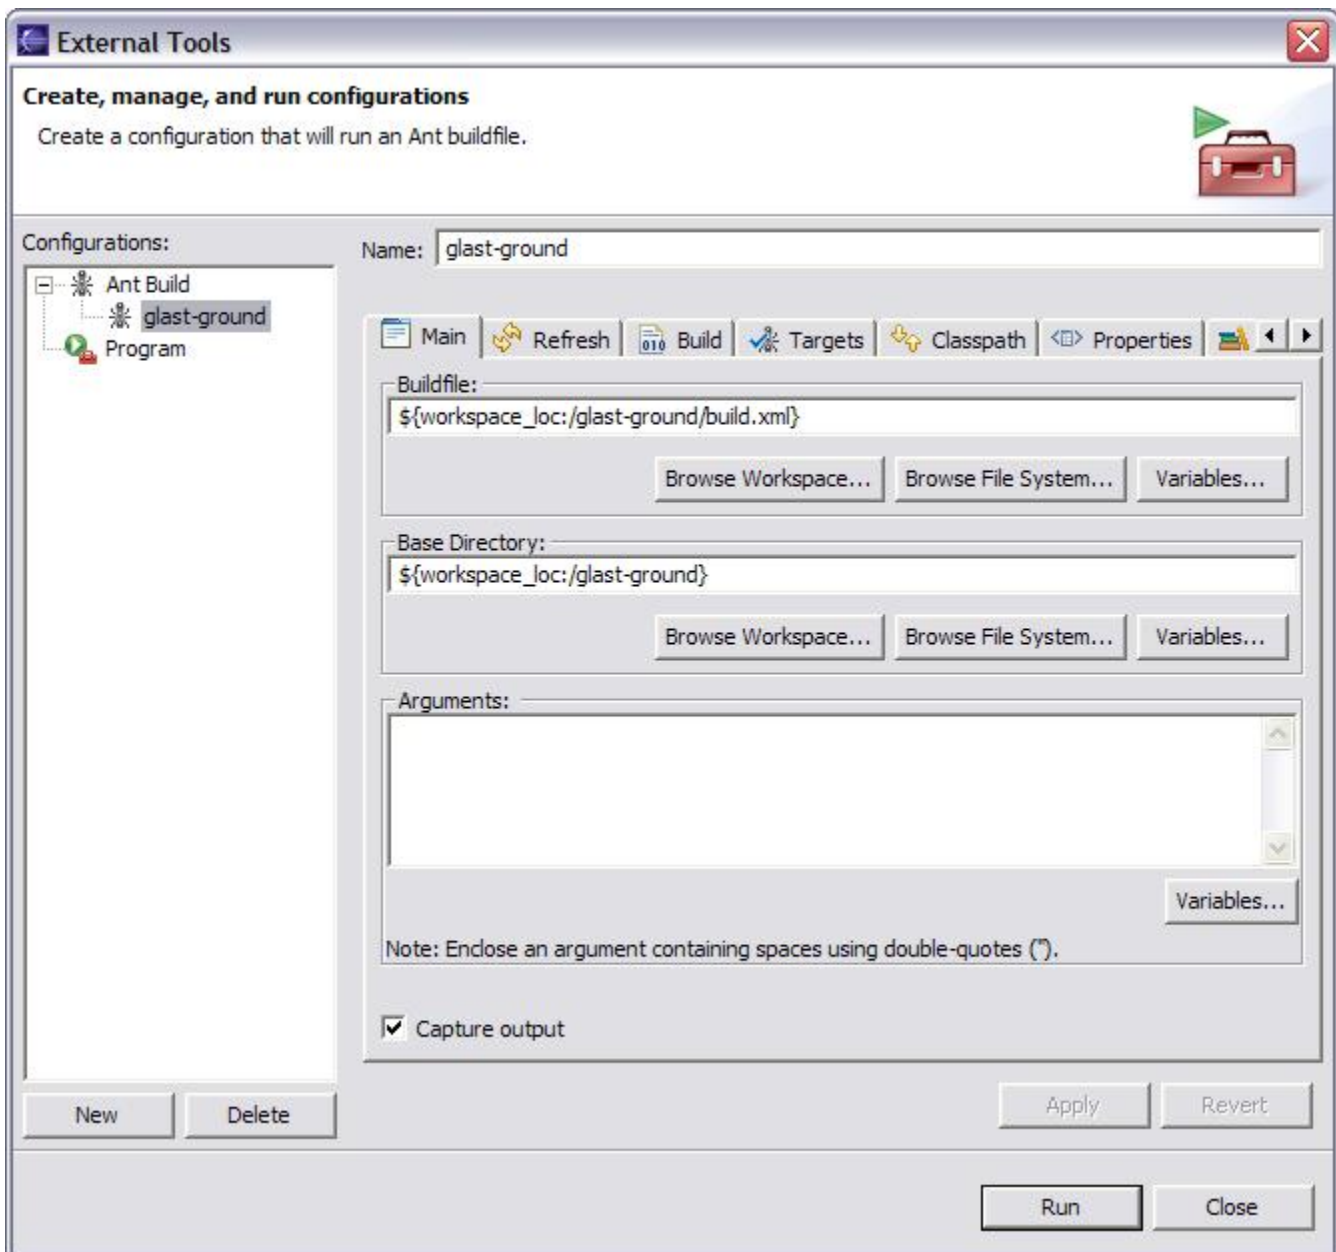 External Tools
Create, manage, and run configurations
Create a configuration that will run an Ant buildfile.
Configurations:
Ant Build
glast-ground
Program
New
Delete
Name:
glast-ground
Main
Refresh
010
Build
Targets
Classpath
Properties
Buildfile:
${workspace_loc:/glast-ground/build.xml}
Browse Workspace...
Browse File System...
Variables...
Base Directory:
${workspace_loc:/glast-ground}
Browse Workspace...
Browse File System...
Variables...
Arguments:
Variables...
Note: Enclose an argument containing spaces using double-quotes (").
Capture output
Apply
Revert
Run
Close